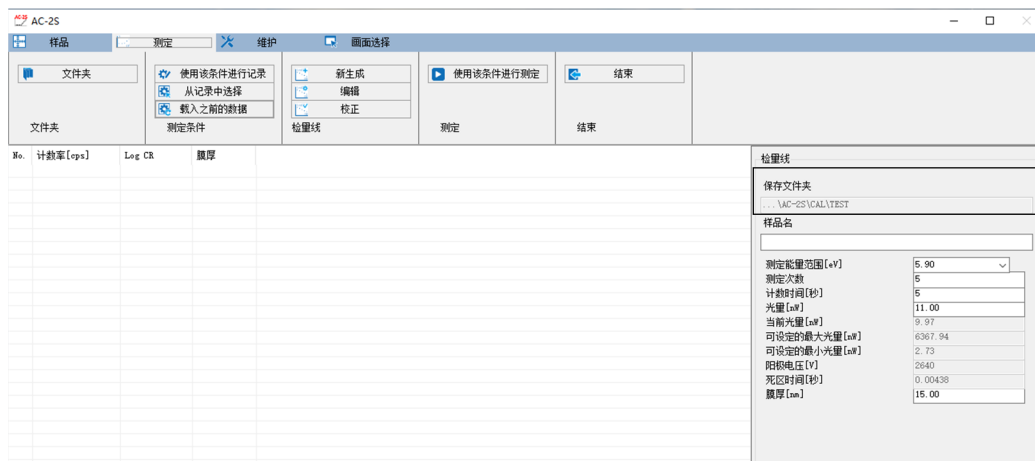 AC-2S
样品 测定 维护 画面选择
文件夹 使用该条件进行记录 新生成 使用该条件进行测定 结束
从记录中选择 编辑
载入之前的数据 校正
文件夹 测定条件 检量线 测定 结束
No. 计数率[cps] Log CR 膜厚
检量线
保存文件夹
...\AC-2S\CAL\TEST
样品名
测定能量范围[eV] 5.90
测定次数 5
计数时间[秒] 5
光量[nW] 11.00
当前光量[nW] 9.97
可设定的最大光量[nW] 6367.94
可设定的最小光量[nW] 2.73
阳极电压[V] 2640
死区时间[秒] 0.00438
膜厚[nm] 15.00